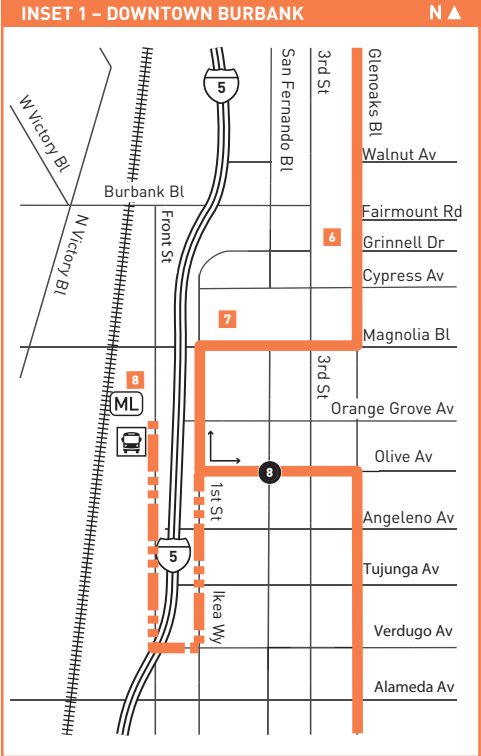 INSET 1 – DOWNTOWN BURBANK
N
5
San Fernando Bl
3rd St
Glenoaks Bl
W Victory Bl
Walnut Av
Burbank Bl
N Victory Bl
Front St
Fairmount Rd
6
Grinnell Dr
Cypress Av
7
Magnolia Bl
3rd St
8
ML
Orange Grove Av
Olive Av
8
1st St
Angeleno Av
5
Tujunga Av
Ikea Wy
Verdugo Av
Alameda Av